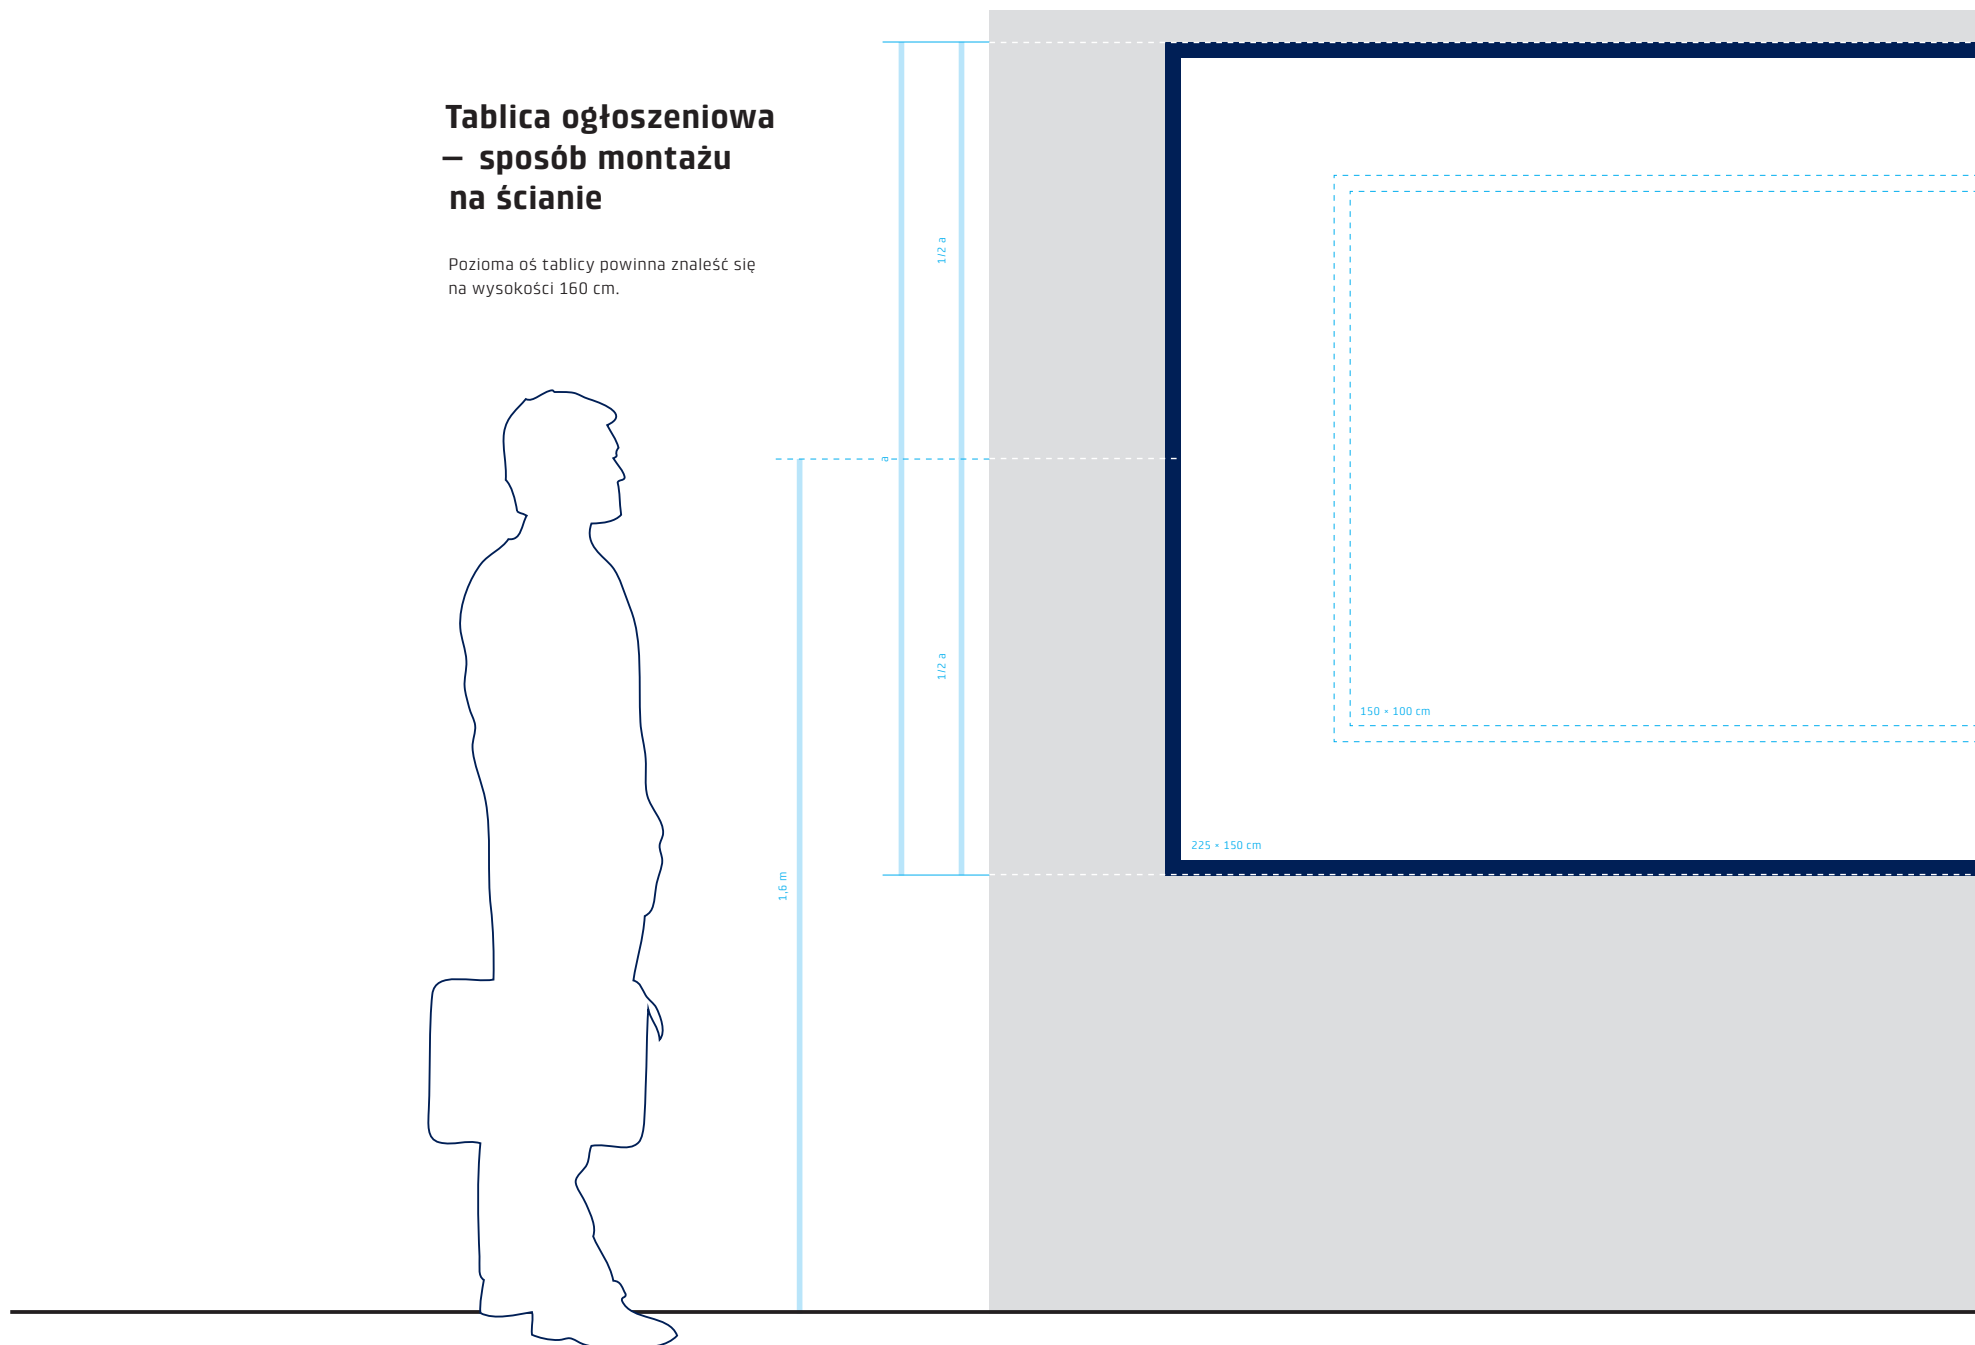 Tablica ogłoszeniowa
– sposób montażu
na ścianie
Pozioma oś tablicy powinna znaleść się
na wysokości 160 cm.
1/2 a
a
1/2 a
1,6 m
150 × 100 cm
225 × 150 cm